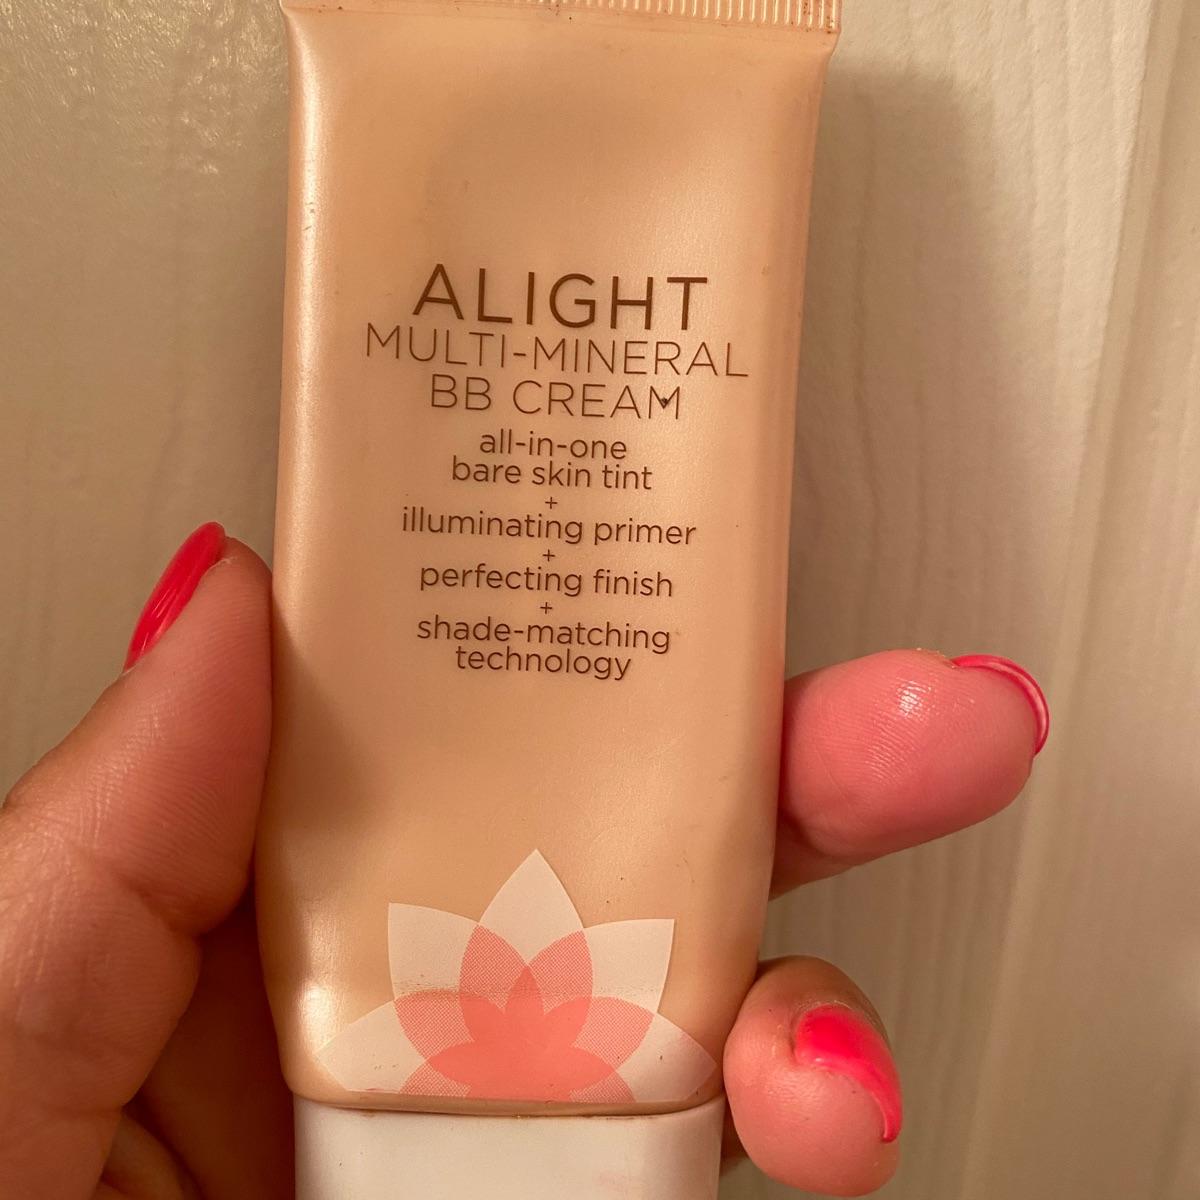 ALIGHT
MULTI-MINERAL
BB CREAM
all-in-one
bare skin tint
+
illuminating primer
+
perfecting finish
+
shade-matching
technology